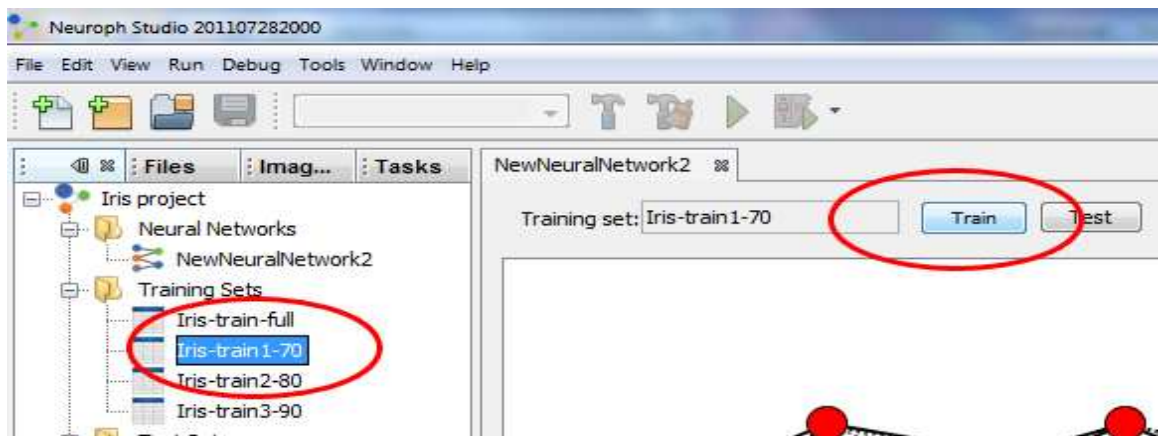 Neuroph Studio 201107282000
File Edit View Run Debug Tools Window Help
Files Imag... Tasks
NewNeuralNetwork2
Iris project
Neural Networks
NewNeuralNetwork2
Training Sets
Iris-train-full
Iris-train1-70
Iris-train2-80
Iris-train3-90
Training set: Iris-train1-70 Train Test